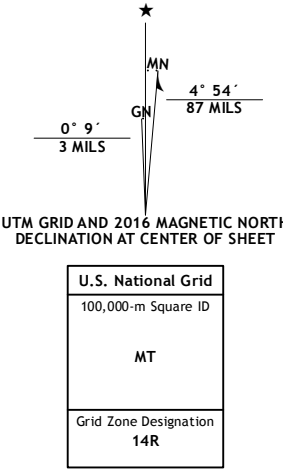 ★
MN
GN
4° 54´
87 MILS
0° 9´
3 MILS
UTM GRID AND 2016 MAGNETIC NORTH
DECLINATION AT CENTER OF SHEET
U.S. National Grid
100,000-m Square ID
MT
Grid Zone Designation
14R